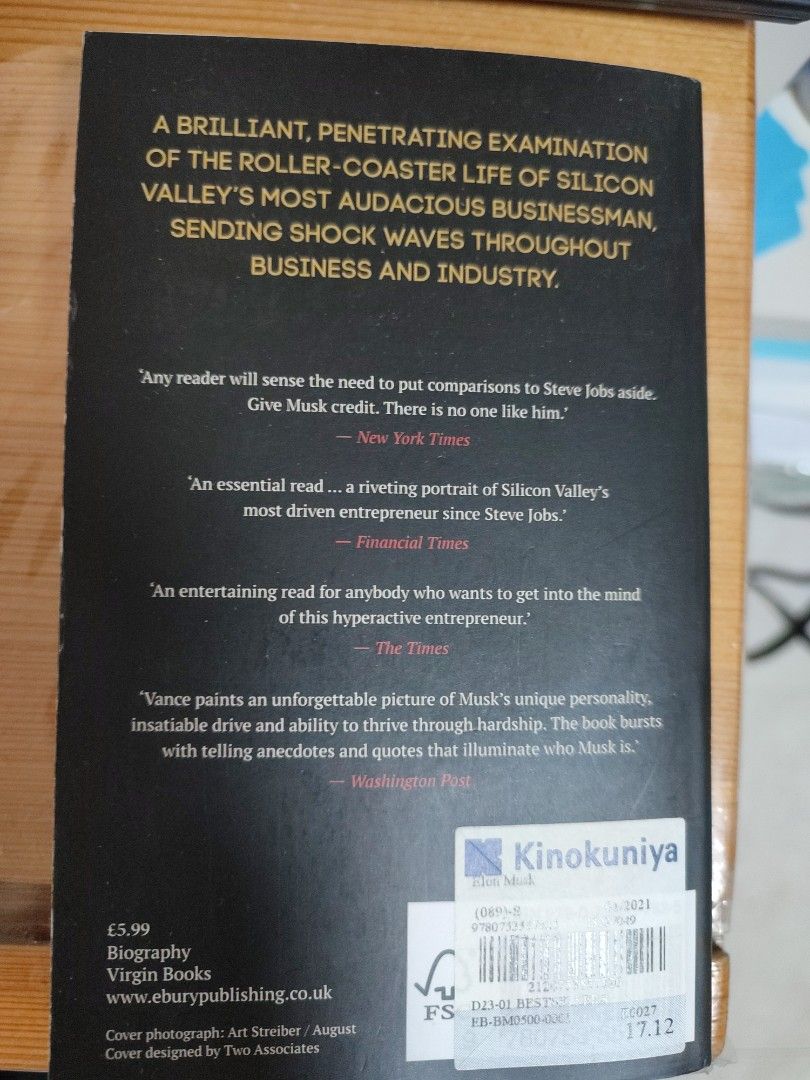 A BRILLIANT, PENETRATING EXAMINATION
OF THE ROLLER-COASTER LIFE OF SILICON
VALLEY'S MOST AUDACIOUS BUSINESSMAN,
SENDING SHOCK WAVES THROUGHOUT
BUSINESS AND INDUSTRY.
'Any reader will sense the need to put comparisons to Steve Jobs aside.
Give Musk credit. There is no one like him.'
— New York Times
'An essential read ... a riveting portrait of Silicon Valley's
most driven entrepreneur since Steve Jobs.'
— Financial Times
'An entertaining read for anybody who wants to get into the mind
of this hyperactive entrepreneur.'
— The Times
'Vance paints an unforgettable picture of Musk's unique personality,
insatiable drive and ability to thrive through hardship. The book bursts
with telling anecdotes and quotes that illuminate who Musk is.'
— Washington Post
£5.99
Biography
Virgin Books
www.eburypublishing.co.uk
Cover photograph: Art Streiber / August
Cover designed by Two Associates
FS
Kinokuniya
Elon Musk
(089)-8
D23-01
17.12